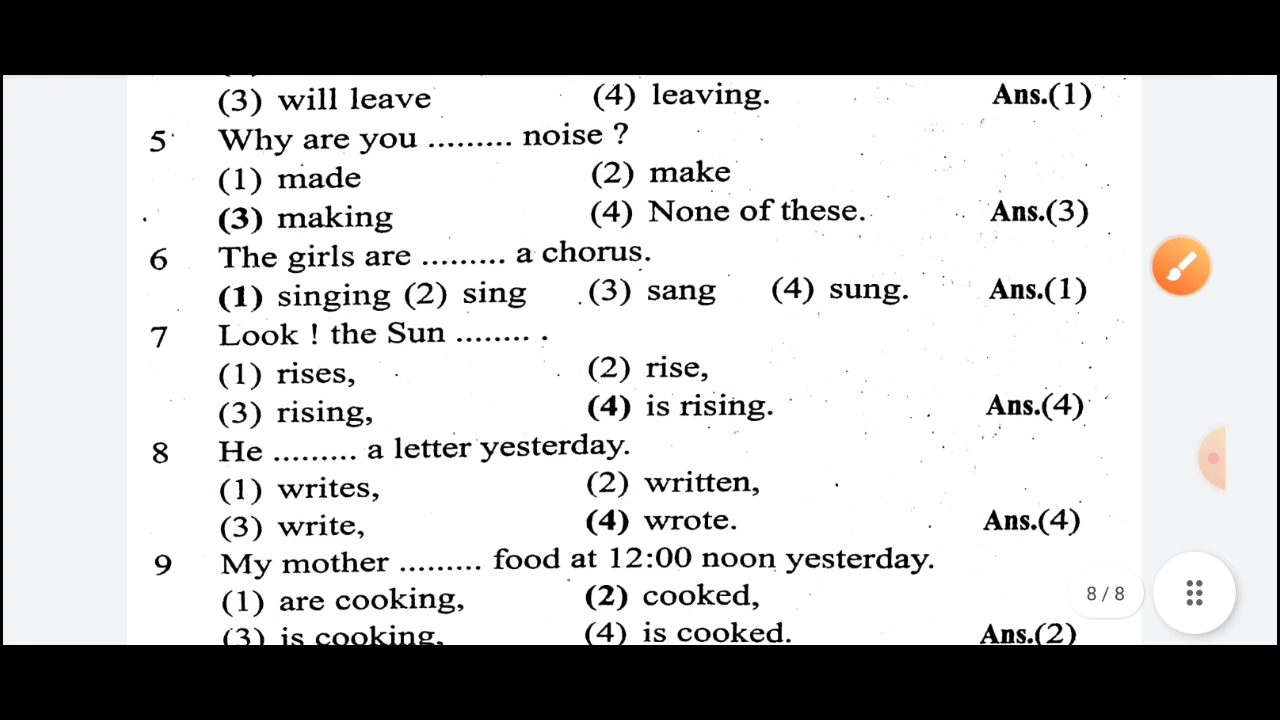 (3) will leave (4) leaving. Ans.(1)
5 Why are you ......... noise ?
(1) made (2) make
(3) making (4) None of these. Ans.(3)
6 The girls are ......... a chorus.
(1) singing (2) sing (3) sang (4) sung. Ans.(1)
7 Look ! the Sun ........ .
(1) rises, (2) rise,
(3) rising, (4) is rising. Ans.(4)
8 He ......... a letter yesterday.
(1) writes, (2) written,
(3) write, (4) wrote. Ans.(4)
9 My mother ......... food at 12:00 noon yesterday.
(1) are cooking, (2) cooked,
8 / 8
(3) is cooking, (4) is cooked. Ans.(2)